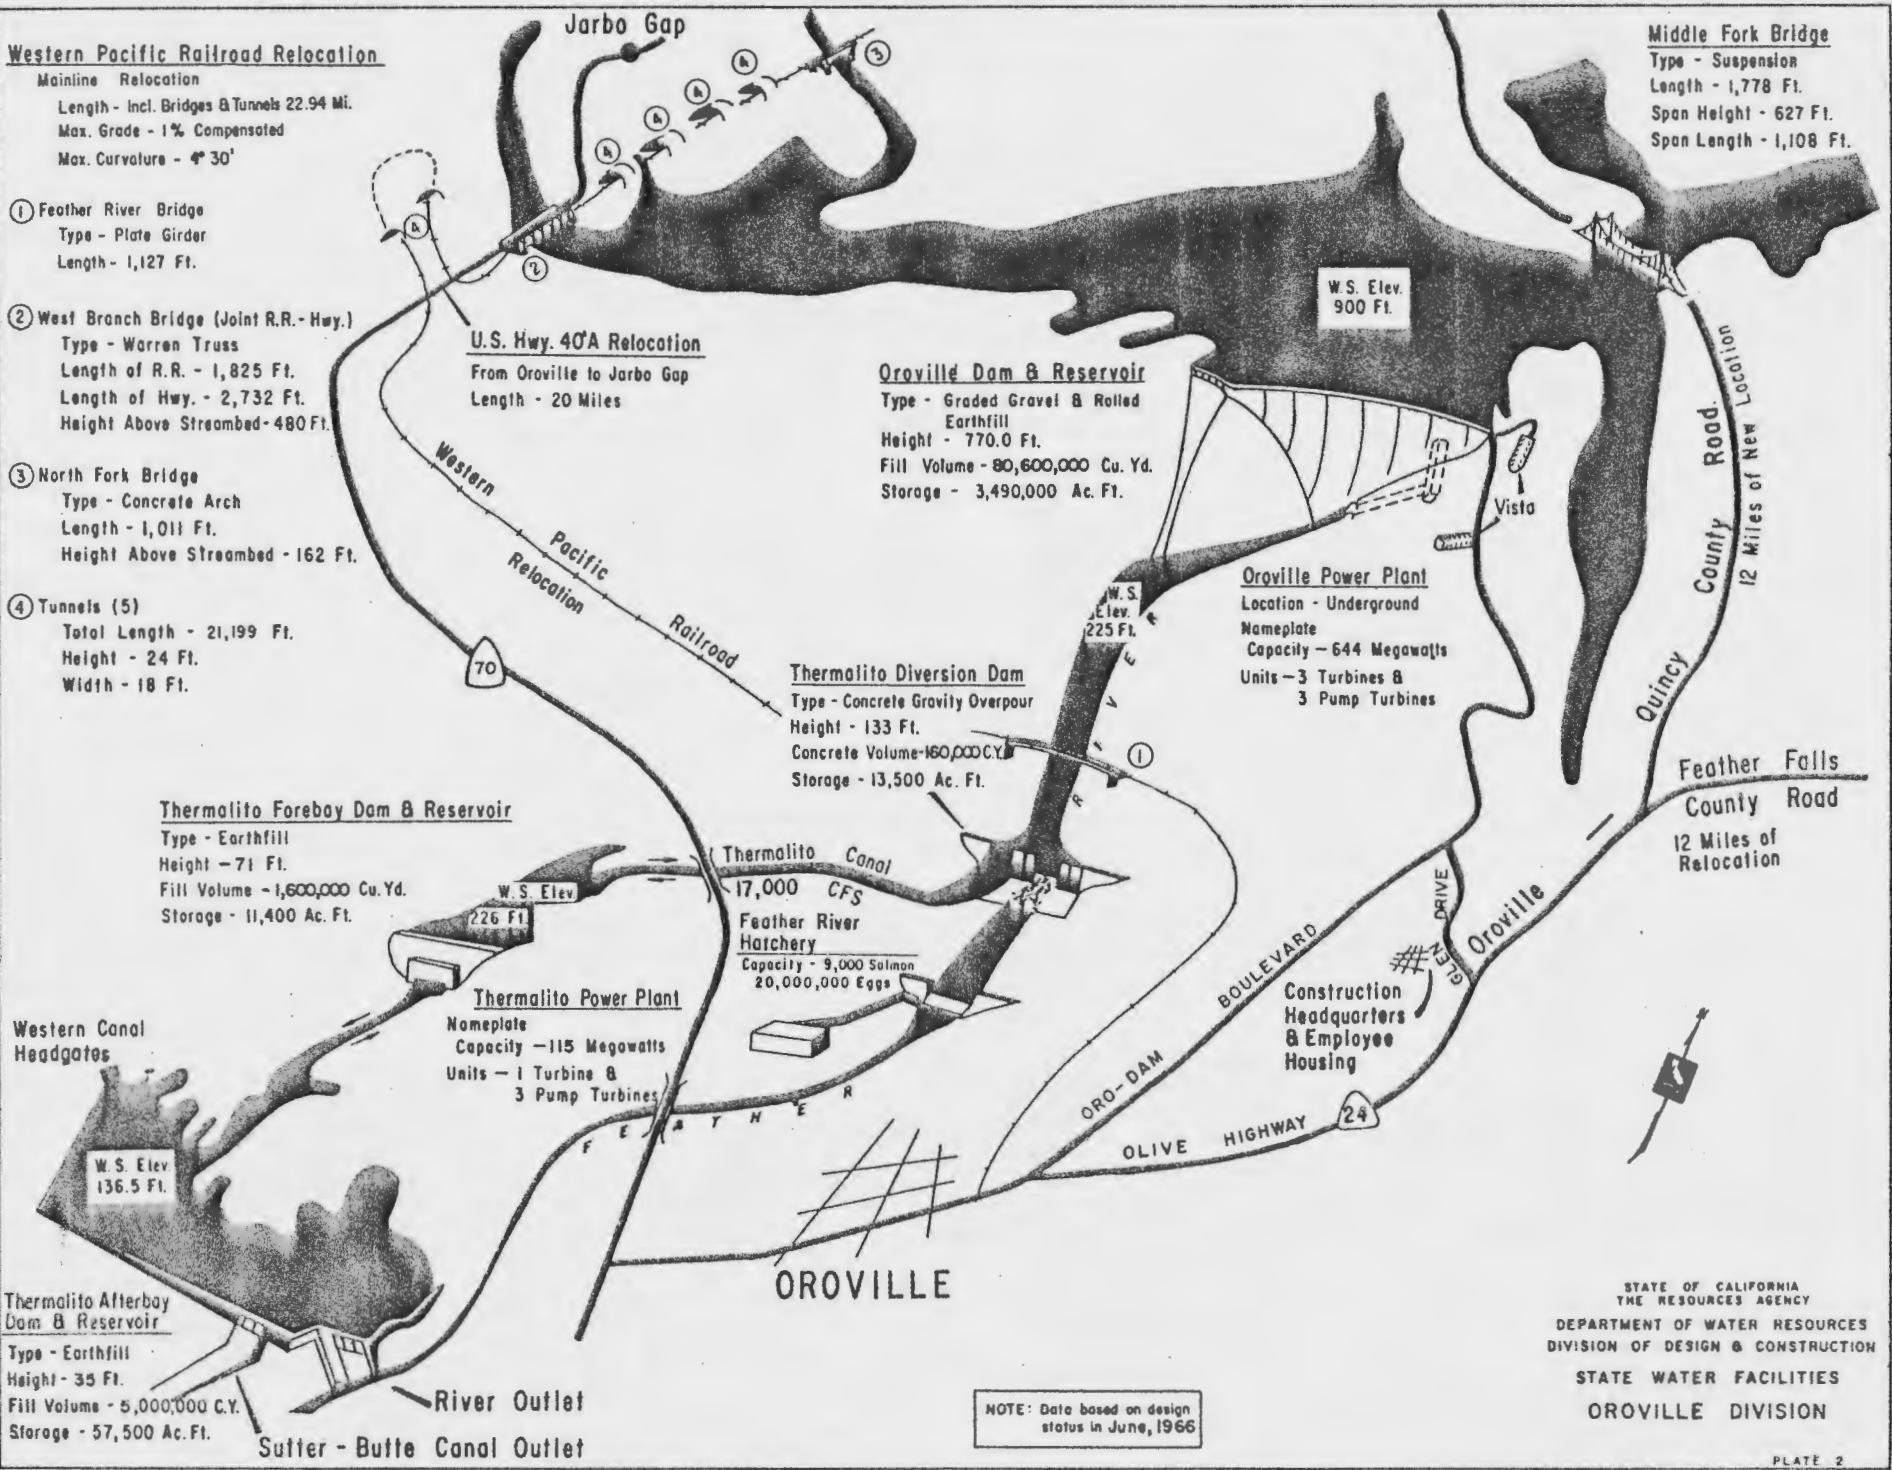 Jarbo Gap
Western Pacific Railroad Relocation
Mainline Relocation
Length - Incl. Bridges & Tunnels 22.94 Mi.
Max. Grade - 1% Compensated
Max. Curvature - 4° 30'
① Feather River Bridge
Type - Plate Girder
Length - 1,127 Ft.
② West Branch Bridge (Joint R.R.- Hwy.)
Type - Warren Truss
Length of R.R. - 1,825 Ft.
Length of Hwy. - 2,732 Ft.
Height Above Streambed - 480 Ft.
③ North Fork Bridge
Type - Concrete Arch
Length - 1,011 Ft.
Height Above Streambed - 162 Ft.
④ Tunnels (5)
Total Length - 21,199 Ft.
Height - 24 Ft.
Width - 18 Ft.
④
④
④
④
④
③
②
U.S. Hwy. 40°A Relocation
From Oroville to Jarbo Gap
Length - 20 Miles
Middle Fork Bridge
Type - Suspension
Length - 1,778 Ft.
Span Height - 627 Ft.
Span Length - 1,108 Ft.
W.S. Elev.
900 Ft.
Oroville Dam & Reservoir
Type - Graded Gravel & Rolled
Earthfill
Height - 770.0 Ft.
Fill Volume - 80,600,000 Cu. Yd.
Storage - 3,490,000 Ac. Ft.
Vista
Quincy County Road.
12 Miles of New Location
Western Pacific Railroad
Relocation
70
W. S.
Elev.
225 Ft.
Oroville Power Plant
Location - Underground
Nameplate
Capacity - 644 Megawatts
Units - 3 Turbines &
3 Pump Turbines
Thermalito Diversion Dam
Type - Concrete Gravity Overpour
Height - 133 Ft.
Concrete Volume - 160,000 C.Y.
Storage - 13,500 Ac. Ft.
①
RIVER
Feather Falls
County Road
12 Miles of
Relocation
Thermalito Forebay Dam & Reservoir
Type - Earthfill
Height - 71 Ft.
Fill Volume - 1,600,000 Cu. Yd.
Storage - 11,400 Ac. Ft.
W.S. Elev
226 Ft.
Thermalito Canal
17,000 CFS
Feather River
Hatchery
Capacity - 9,000 Salmon
20,000,000 Eggs
Thermalito Power Plant
Nameplate
Capacity - 115 Megawatts
Units - 1 Turbine &
3 Pump Turbines
Oroville
GLEN DRIVE
ORO-DAM BOULEVARD
Construction
Headquarters
& Employee
Housing
OLIVE HIGHWAY
24
FEATHER
Western Canal
Headgates
W. S. Elev.
136.5 Ft.
OROVILLE
Thermalito Afterbay
Dam & Reservoir
Type - Earthfill
Height - 35 Ft.
Fill Volume - 5,000,000 C.Y.
Storage - 57,500 Ac. Ft.
River Outlet
Sutter - Butte Canal Outlet
NOTE: Data based on design
status in June, 1966
STATE OF CALIFORNIA
THE RESOURCES AGENCY
DEPARTMENT OF WATER RESOURCES
DIVISION OF DESIGN & CONSTRUCTION
STATE WATER FACILITIES
OROVILLE DIVISION
PLATE 2